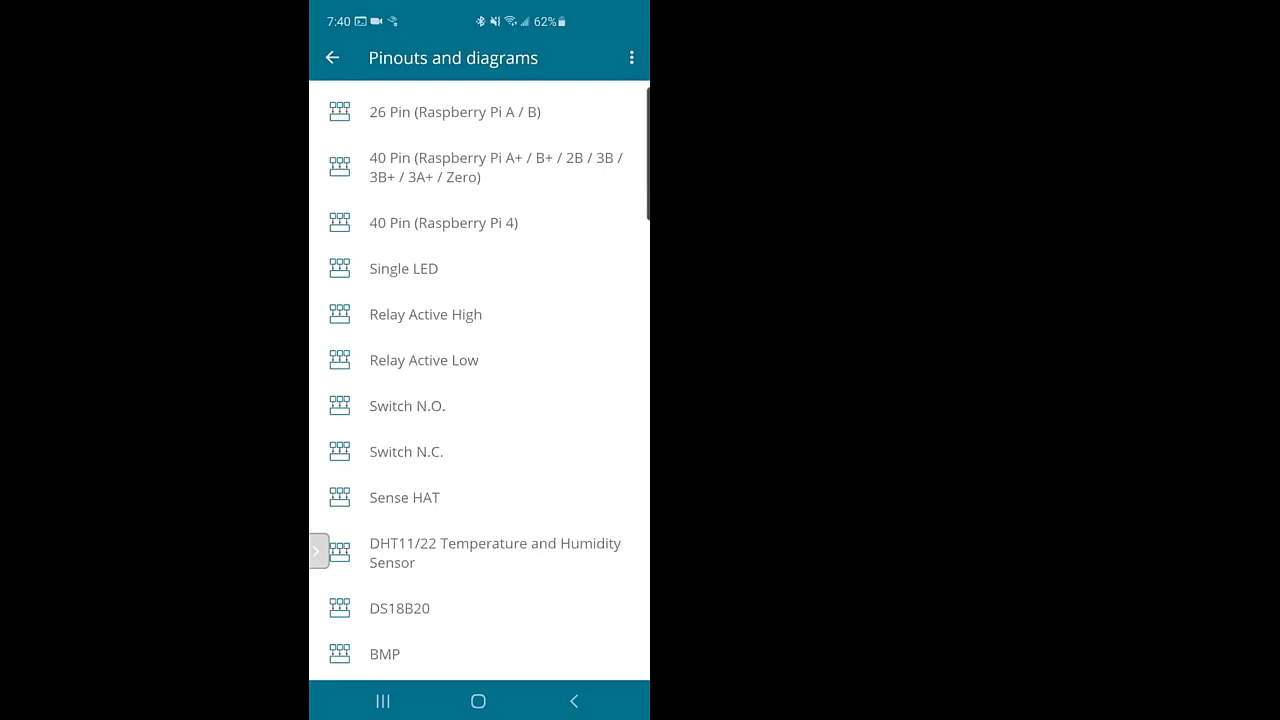 7:40 62%
Pinouts and diagrams
26 Pin (Raspberry Pi A / B)
40 Pin (Raspberry Pi A+ / B+ / 2B / 3B /
3B+ / 3A+ / Zero)
40 Pin (Raspberry Pi 4)
Single LED
Relay Active High
Relay Active Low
Switch N.O.
Switch N.C.
Sense HAT
DHT11/22 Temperature and Humidity
Sensor
DS18B20
BMP